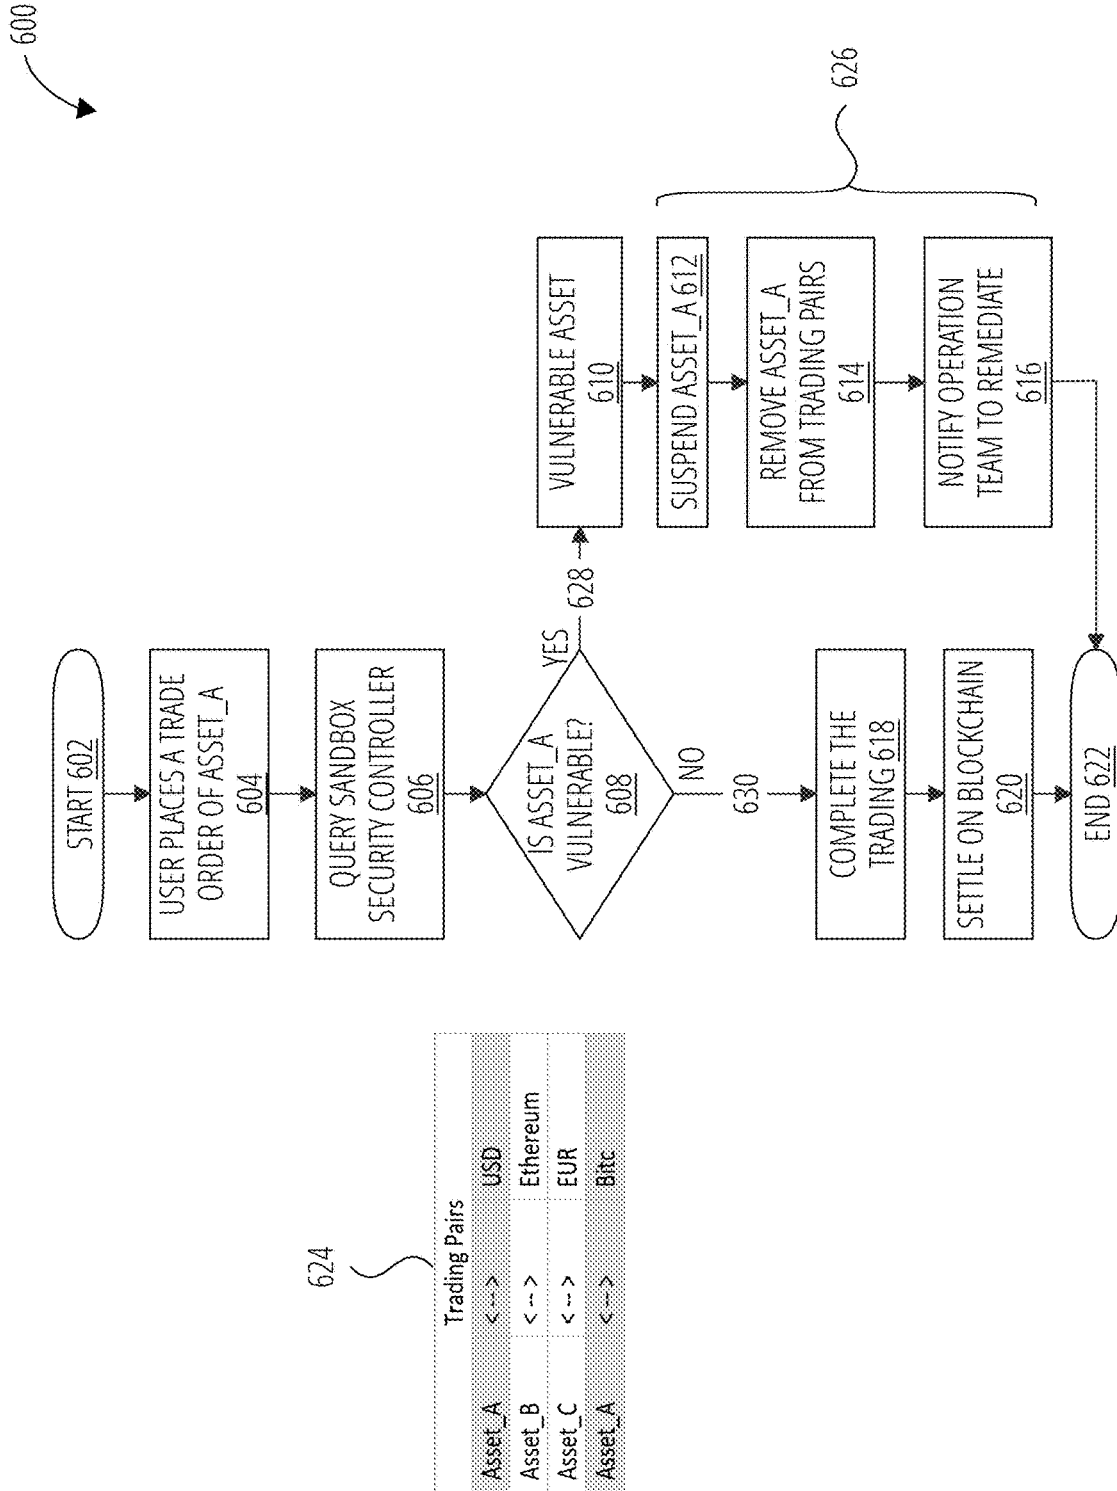 600
START 602
USER PLACES A TRADE
ORDER OF ASSET_A
604
QUERY SANDBOX
SECURITY CONTROLLER
606
IS ASSET_A
VULNERABLE?
608
YES
628
NO
630
VULNERABLE ASSET
610
SUSPEND ASSET_A 612
REMOVE ASSET_A
FROM TRADING PAIRS
614
NOTIFY OPERATION
TEAM TO REMEDIATE
616
626
COMPLETE THE
TRADING 618
SETTLE ON BLOCKCHAIN
620
END 622
624
Trading Pairs
Asset_A <--> USD
Asset_B <--> Ethereum
Asset_C <--> EUR
Asset_A <--> Bitc